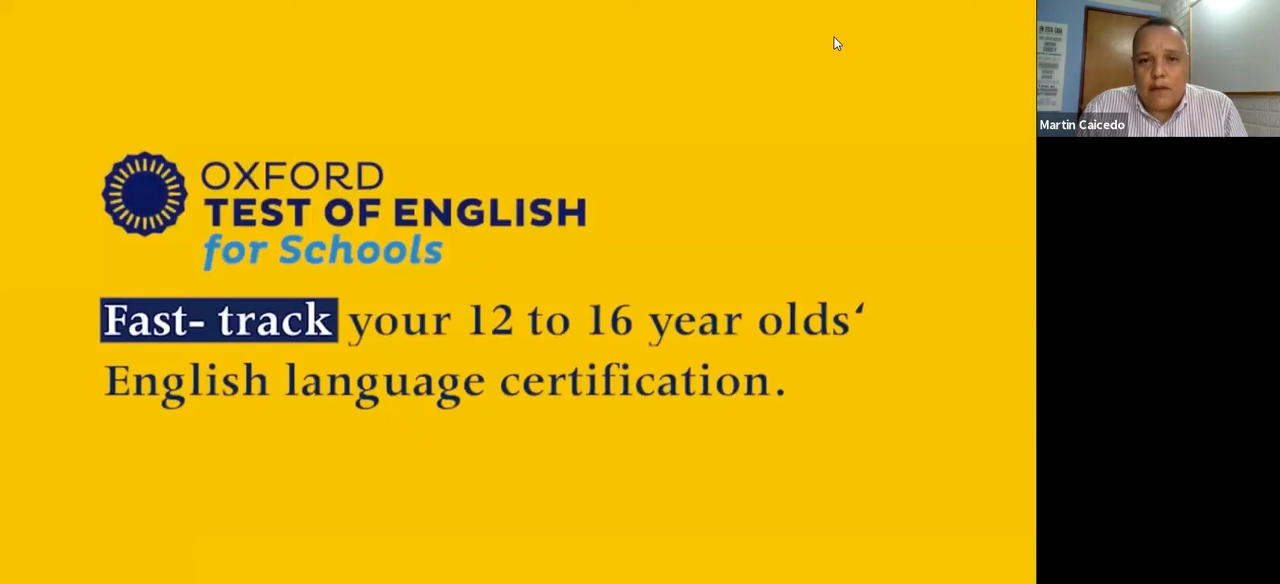 OXFORD
TEST OF ENGLISH
for Schools
Fast- track your 12 to 16 year olds‘
English language certification.
Martin Caicedo